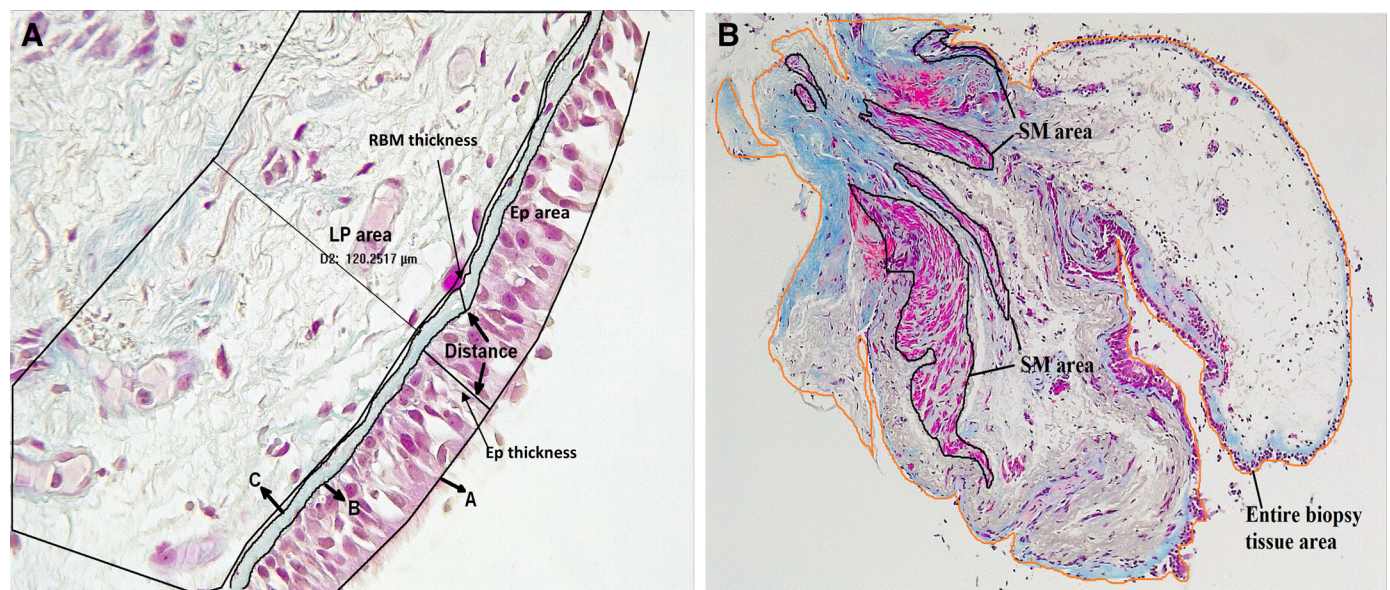 A
RBM thickness
Ep area
LP area
D2: 120.2517 µm
Distance
Ep thickness
C
B
A
B
SM area
SM area
Entire biopsy
tissue area